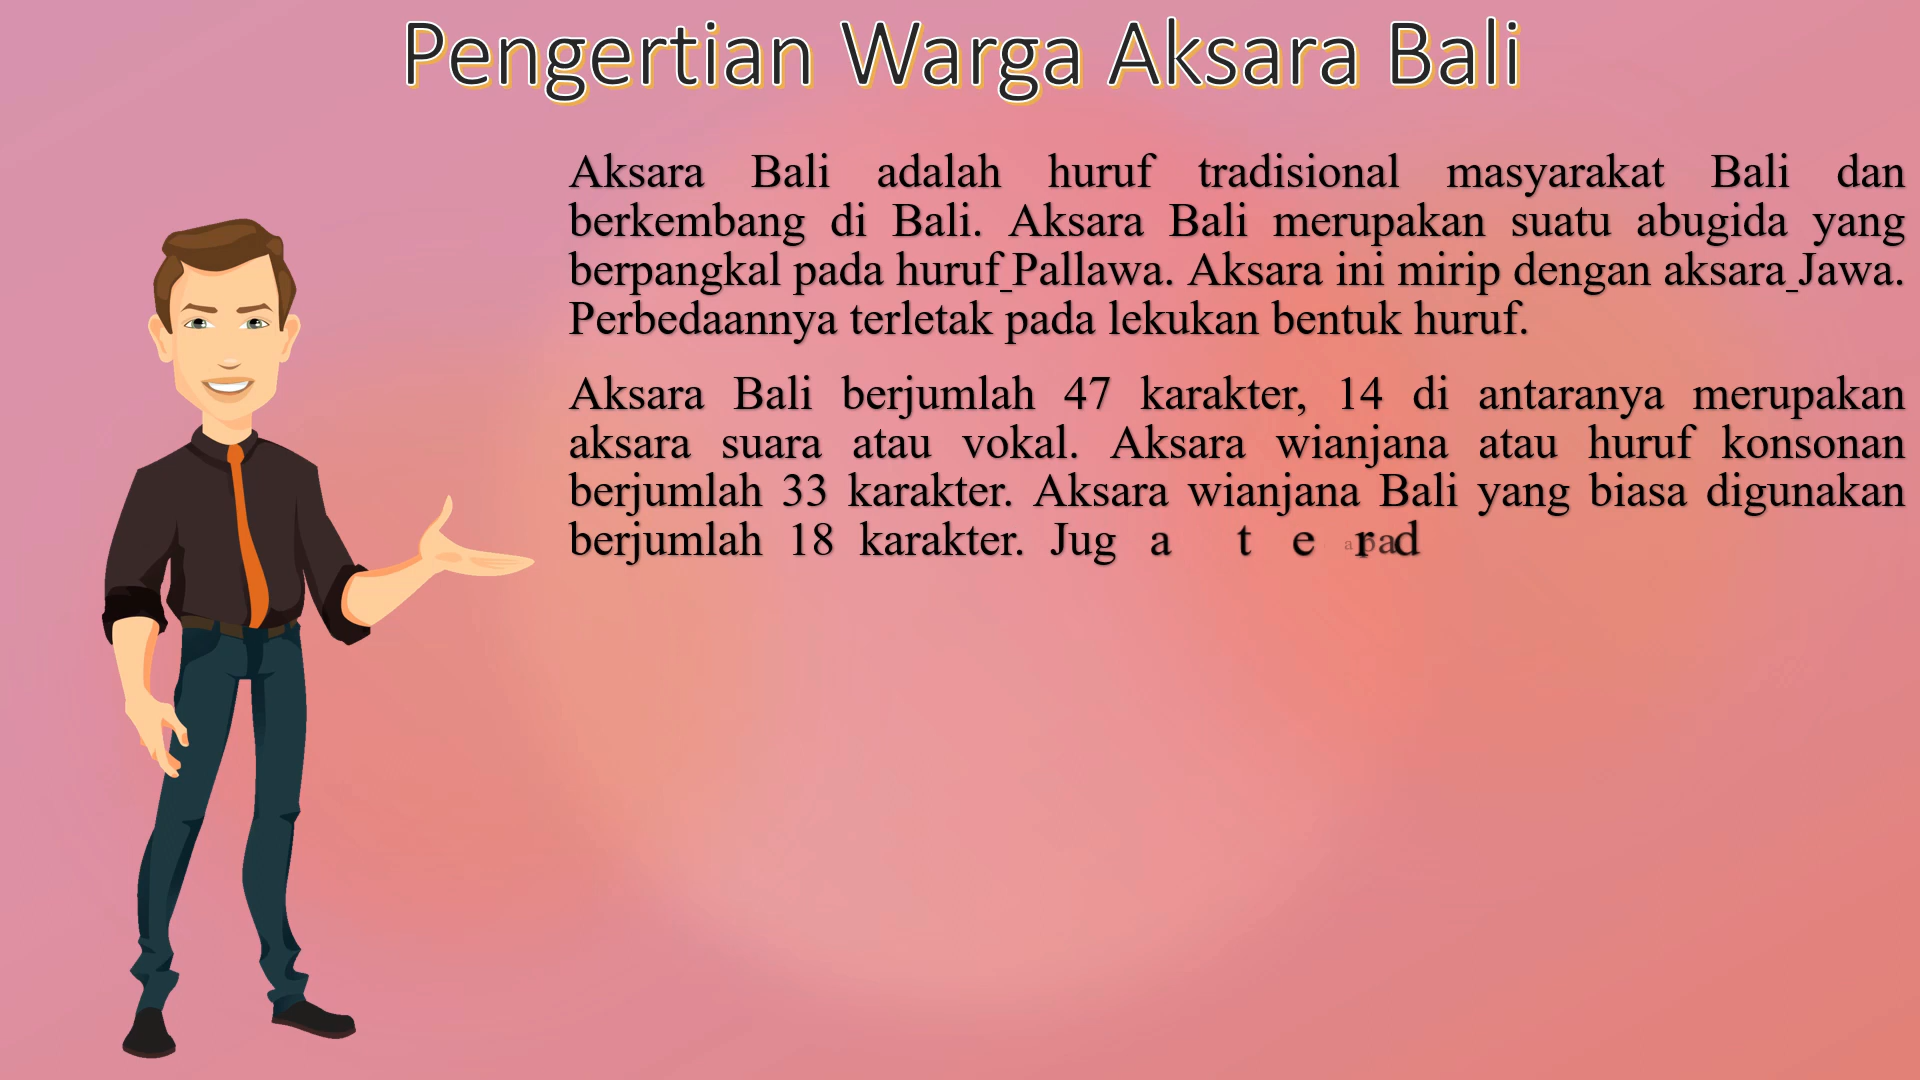 Pengertian Warga Aksara Bali
Aksara Bali adalah huruf tradisional masyarakat Bali dan
berkembang di Bali. Aksara Bali merupakan suatu abugida yang
berpangkal pada huruf Pallawa. Aksara ini mirip dengan aksara Jawa.
Perbedaannya terletak pada lekukan bentuk huruf.
Aksara Bali berjumlah 47 karakter, 14 di antaranya merupakan
aksara suara atau vokal. Aksara wianjana atau huruf konsonan
berjumlah 33 karakter. Aksara wianjana Bali yang biasa digunakan
berjumlah 18 karakter. Jug a